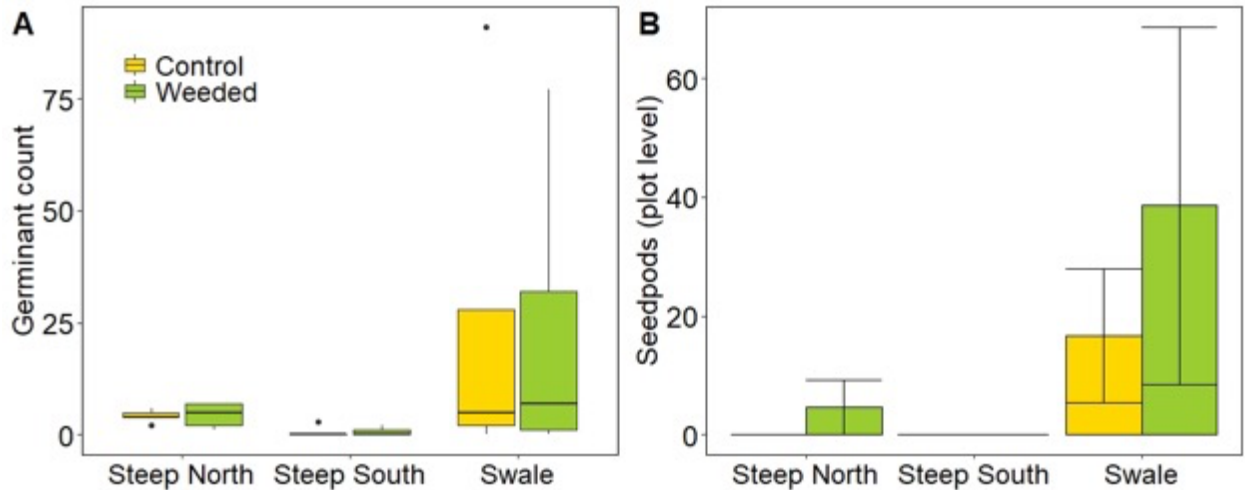 A
Control
Weeded
Germinant count
75
50
25
0
Steep North
Steep South
Swale
B
Seedpods (plot level)
60
40
20
0
Steep North
Steep South
Swale